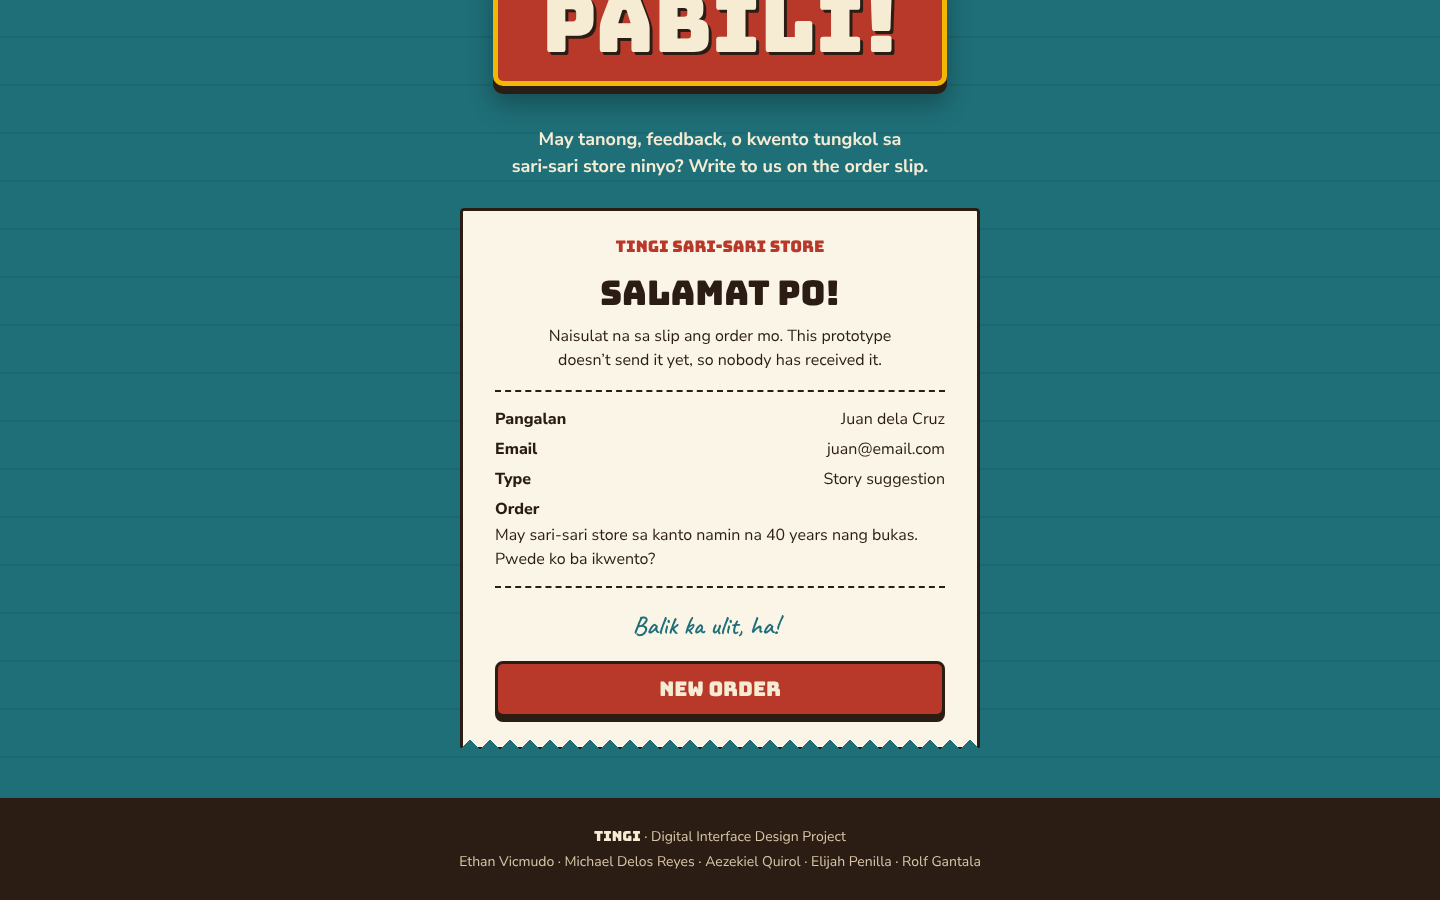 PABILI!
May tanong, feedback, o kwento tungkol sa
sari-sari store ninyo? Write to us on the order slip.
TINGI SARI-SARI STORE
SALAMAT PO!
Naisulat na sa slip ang order mo. This prototype
doesn’t send it yet, so nobody has received it.
Pangalan Juan dela Cruz
Email juan@email.com
Type Story suggestion
Order
May sari-sari store sa kanto namin na 40 years nang bukas.
Pwede ko ba ikwento?
Balik ka ulit, ha!
NEW ORDER
TINGI · Digital Interface Design Project
Ethan Vicmudo · Michael Delos Reyes · Aezekiel Quirol · Elijah Penilla · Rolf Gantala